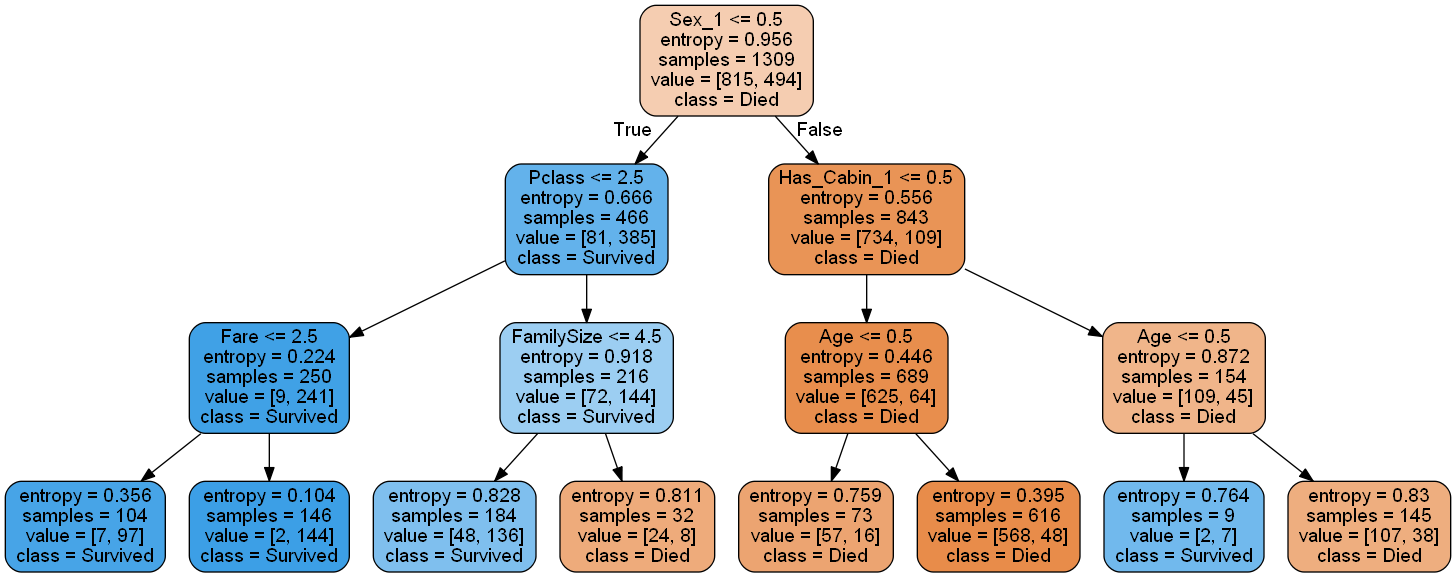 Sex_1 <= 0.5
entropy = 0.956
samples = 1309
value = [815, 494]
class = Died
True
False
Pclass <= 2.5
entropy = 0.666
samples = 466
value = [81, 385]
class = Survived
Has_Cabin_1 <= 0.5
entropy = 0.556
samples = 843
value = [734, 109]
class = Died
Fare <= 2.5
entropy = 0.224
samples = 250
value = [9, 241]
class = Survived
FamilySize <= 4.5
entropy = 0.918
samples = 216
value = [72, 144]
class = Survived
Age <= 0.5
entropy = 0.446
samples = 689
value = [625, 64]
class = Died
Age <= 0.5
entropy = 0.872
samples = 154
value = [109, 45]
class = Died
entropy = 0.356
samples = 104
value = [7, 97]
class = Survived
entropy = 0.104
samples = 146
value = [2, 144]
class = Survived
entropy = 0.828
samples = 184
value = [48, 136]
class = Survived
entropy = 0.811
samples = 32
value = [24, 8]
class = Died
entropy = 0.759
samples = 73
value = [57, 16]
class = Died
entropy = 0.395
samples = 616
value = [568, 48]
class = Died
entropy = 0.764
samples = 9
value = [2, 7]
class = Survived
entropy = 0.83
samples = 145
value = [107, 38]
class = Died